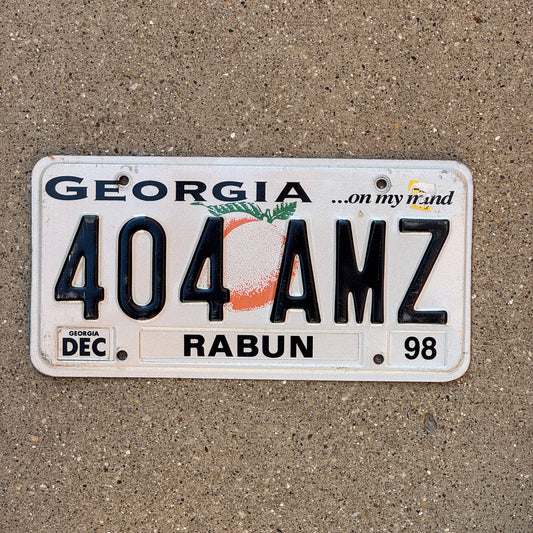 GEORGIA ...on my mind
404 AMZ
GEORGIA
DEC RABUN 98